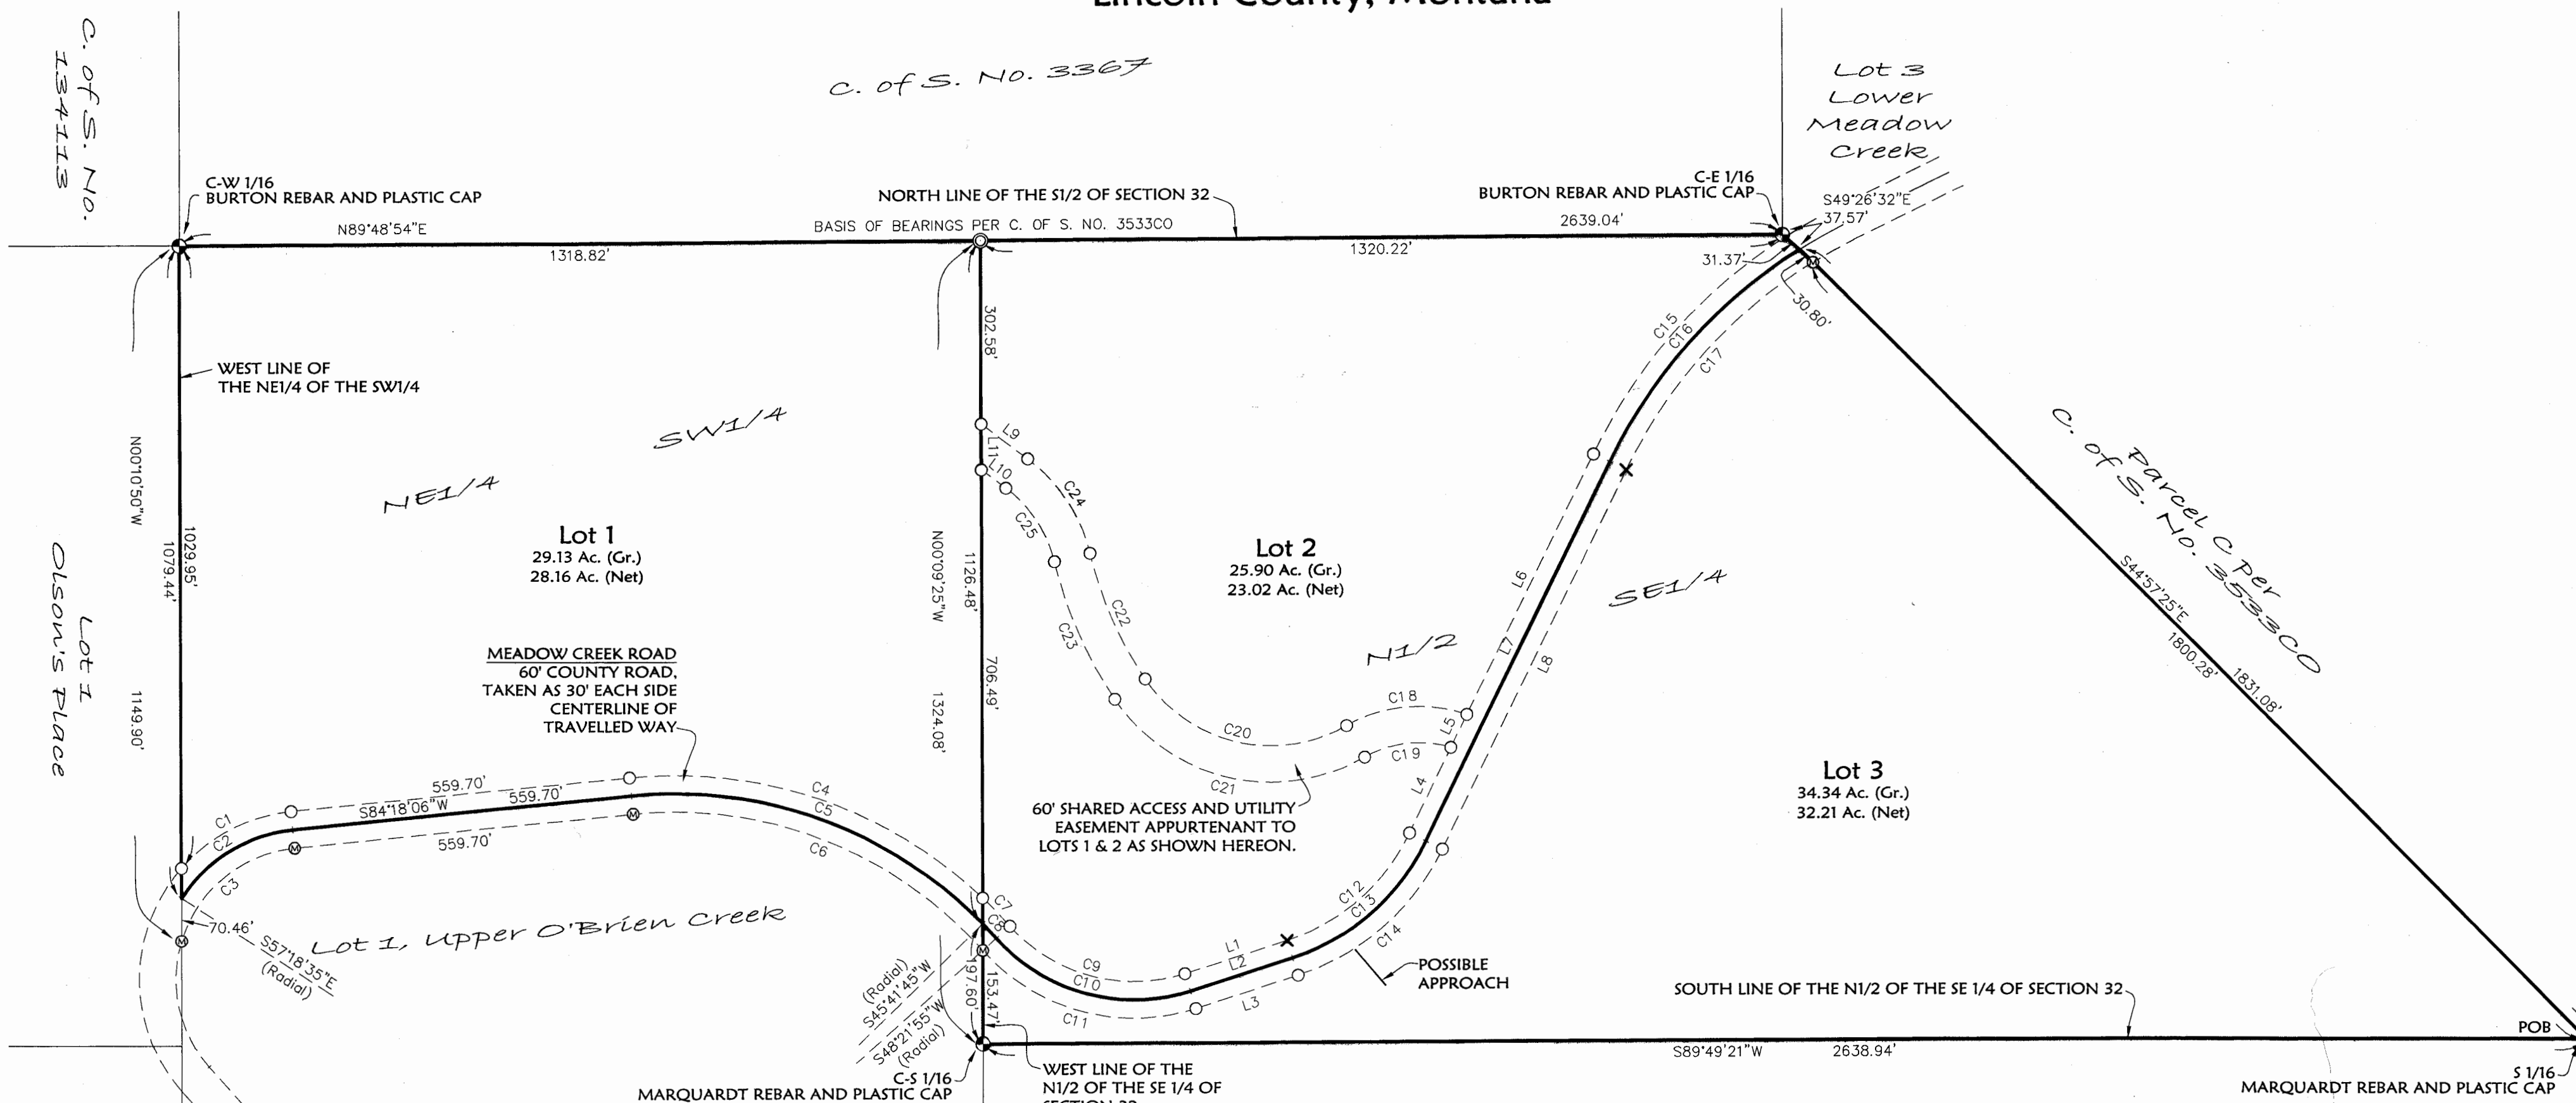 Lincoln County, Montana
C. of S. No. 3367
C. of S. No.
134113
Lot 3
Lower
Meadow
Creek
C-W 1/16
BURTON REBAR AND PLASTIC CAP
NORTH LINE OF THE S1/2 OF SECTION 32
C-E 1/16
BURTON REBAR AND PLASTIC CAP
S49°26'32"E
37.57'
N89°48'54"E
BASIS OF BEARINGS PER C. OF S. NO. 3533CO
2639.04'
1318.82'
1320.22'
31.37'
30.80'
302.58'
WEST LINE OF
THE NE1/4 OF THE SW1/4
C15
C16
C17
SW1/4
NE1/4
N00°10'50"W
1029.95'
1079.44'
1149.90'
Lot 1
Olson's Place
Lot 1
29.13 Ac. (Gr.)
28.16 Ac. (Net)
L9
L11
L10
C24
C25
C22
C23
N00°09'25"W
1126.48'
706.49'
1324.08'
Lot 2
25.90 Ac. (Gr.)
23.02 Ac. (Net)
N1/2
SE1/4
L6
L7
L8
Parcel C per
C. of S. No. 3533CO
S44°57'25"E
1800.28'
1831.08'
MEADOW CREEK ROAD
60' COUNTY ROAD,
TAKEN AS 30' EACH SIDE
CENTERLINE OF
TRAVELLED WAY
C18
C19
C20
C21
L5
L4
Lot 3
34.34 Ac. (Gr.)
32.21 Ac. (Net)
60' SHARED ACCESS AND UTILITY
EASEMENT APPURTENANT TO
LOTS 1 & 2 AS SHOWN HEREON.
559.70'
S84°18'06"W
559.70'
559.70'
C1
C2
C3
C4
C5
C6
C7
C8
C9
C10
C11
L1
L2
L3
C12
C13
C14
70.46'
S57°18'35"E
(Radial)
Lot 1, Upper O'Brien Creek
(Radial)
S45°41'45"W
S48°21'55"W
(Radial)
197.60'
153.47'
POSSIBLE
APPROACH
SOUTH LINE OF THE N1/2 OF THE SE 1/4 OF SECTION 32
POB
S89°49'21"W
2638.94'
C-S 1/16
MARQUARDT REBAR AND PLASTIC CAP
WEST LINE OF THE
N1/2 OF THE SE 1/4 OF
SECTION 32
S 1/16
MARQUARDT REBAR AND PLASTIC CAP